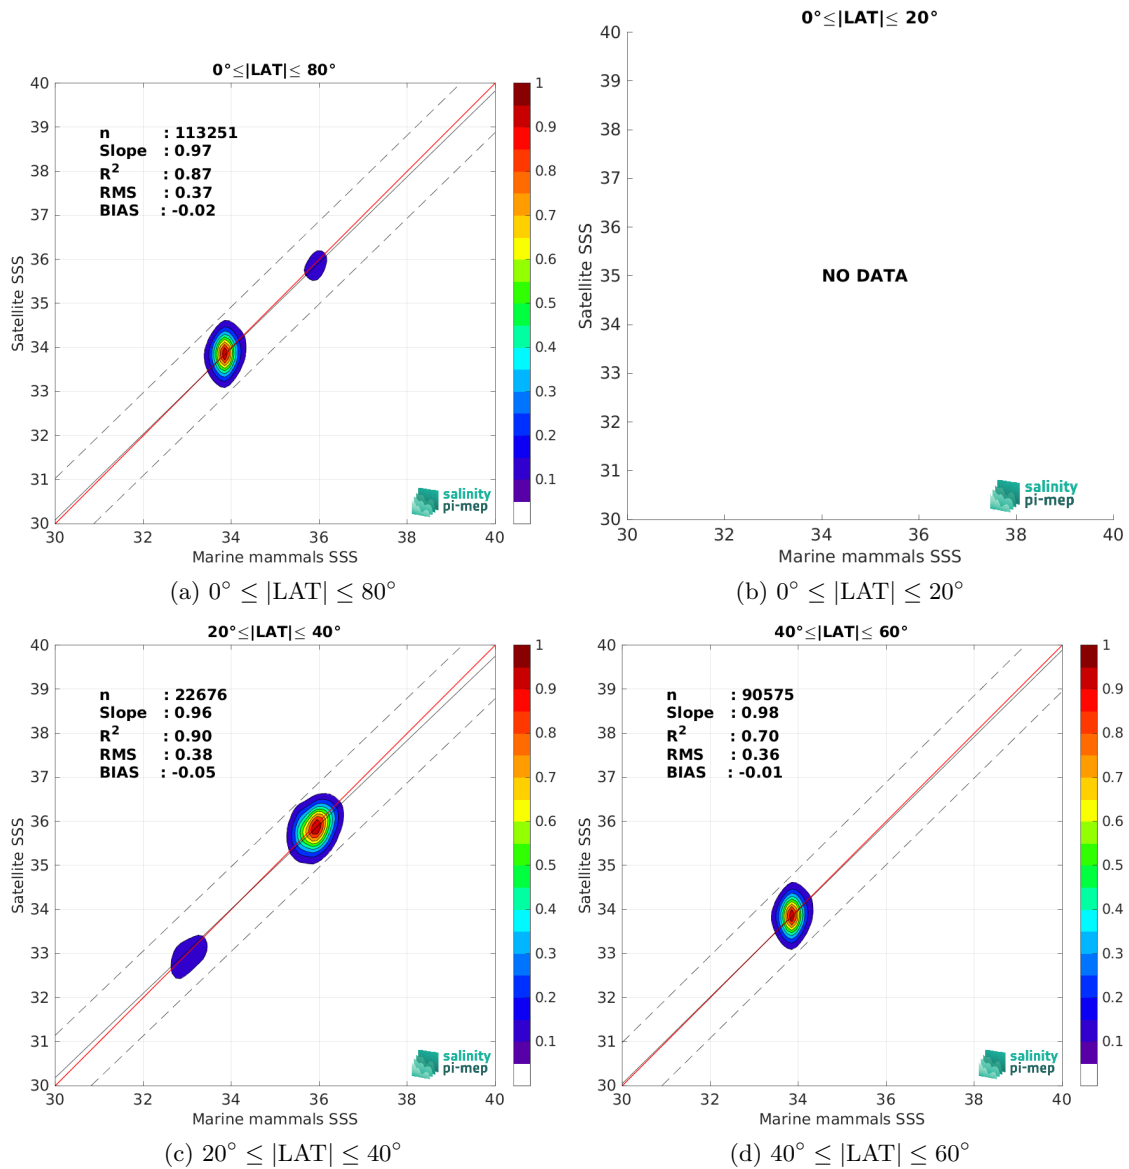 0°≤|LAT|≤ 80°
40
39
38
37
36
35
34
33
32
31
30
30
32
34
36
38
40
Satellite SSS
Marine mammals SSS
n : 113251
Slope : 0.97
R² : 0.87
RMS : 0.37
BIAS : -0.02
salinity
pi-mep
1
0.9
0.8
0.7
0.6
0.5
0.4
0.3
0.2
0.1
(a) 0° ≤ |LAT| ≤ 80°
0°≤|LAT|≤ 20°
40
39
38
37
36
35
34
33
32
31
30
30
32
34
36
38
40
Satellite SSS
Marine mammals SSS
NO DATA
salinity
pi-mep
(b) 0° ≤ |LAT| ≤ 20°
20°≤|LAT|≤ 40°
40
39
38
37
36
35
34
33
32
31
30
30
32
34
36
38
40
Satellite SSS
Marine mammals SSS
n : 22676
Slope : 0.96
R² : 0.90
RMS : 0.38
BIAS : -0.05
salinity
pi-mep
1
0.9
0.8
0.7
0.6
0.5
0.4
0.3
0.2
0.1
(c) 20° ≤ |LAT| ≤ 40°
40°≤|LAT|≤ 60°
40
39
38
37
36
35
34
33
32
31
30
30
32
34
36
38
40
Satellite SSS
Marine mammals SSS
n : 90575
Slope : 0.98
R² : 0.70
RMS : 0.36
BIAS : -0.01
salinity
pi-mep
1
0.9
0.8
0.7
0.6
0.5
0.4
0.3
0.2
0.1
(d) 40° ≤ |LAT| ≤ 60°